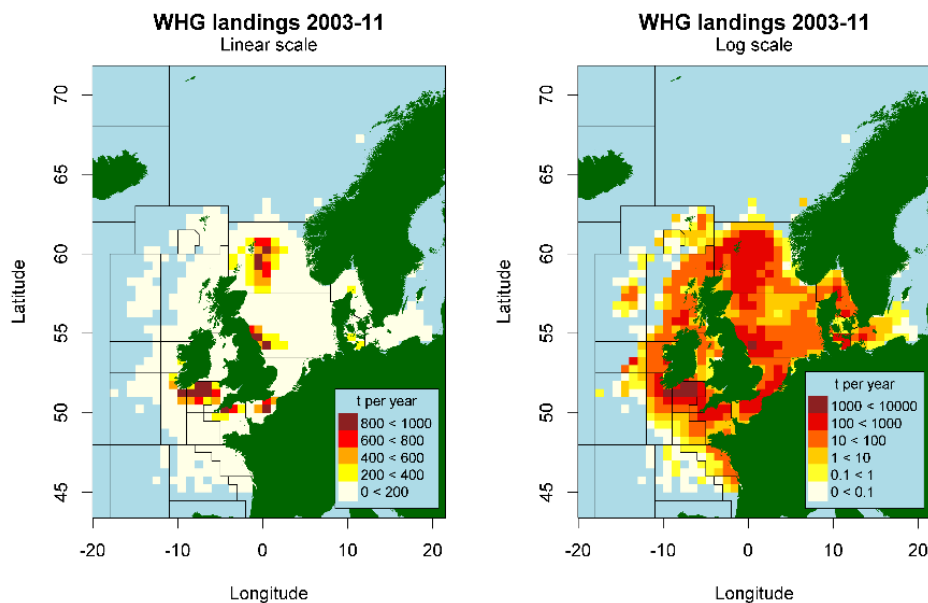 WHG landings 2003-11
Linear scale
70
65
60
55
50
45
Latitude
-20
-10
0
10
20
Longitude
t per year
800 < 1000
600 < 800
400 < 600
200 < 400
0 < 200
WHG landings 2003-11
Log scale
70
65
60
55
50
45
Latitude
-20
-10
0
10
20
Longitude
t per year
1000 < 10000
100 < 1000
10 < 100
1 < 10
0.1 < 1
0 < 0.1